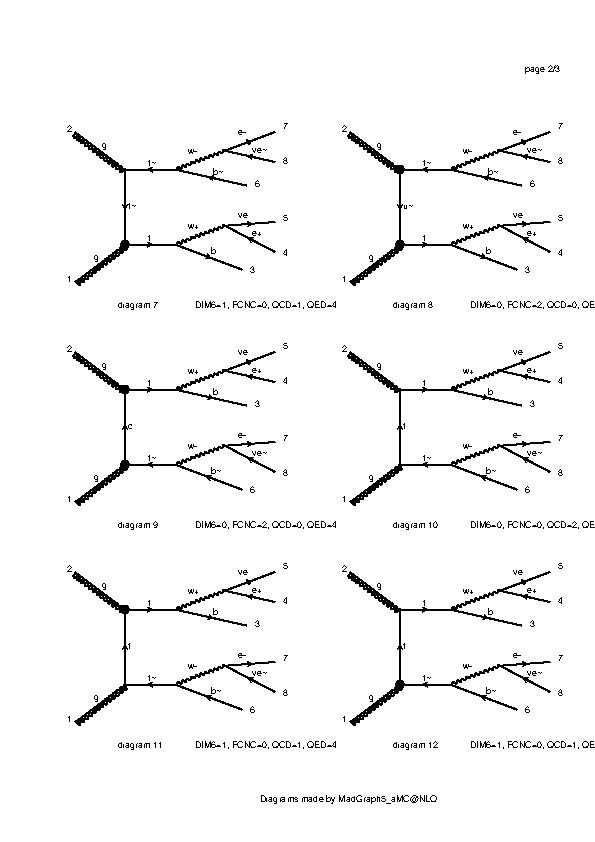 page 2/3
2 g 1~ w- e- 7 ve~ 8 b~ 6
t~
1 g 1 w+ ve 5 e+ 4 b 3
diagram 7 DIM6=1, FCNC=0, QCD=1, QED=4
2 g 1~ w- e- 7 ve~ 8 b~ 6
u~
1 g 1 w+ ve 5 e+ 4 b 3
diagram 8 DIM6=0, FCNC=2, QCD=0, QE
2 g 1 w+ ve 5 e+ 4 b 3
c
1 g 1~ w- e- 7 ve~ 8 b~ 6
diagram 9 DIM6=0, FCNC=2, QCD=0, QED=4
2 g 1 w+ ve 5 e+ 4 b 3
1
1 g 1~ w- e- 7 ve~ 8 b~ 6
diagram 10 DIM6=0, FCNC=0, QCD=2, QE
2 g 1 w+ ve 5 e+ 4 b 3
1
1 g 1~ w- e- 7 ve~ 8 b~ 6
diagram 11 DIM6=1, FCNC=0, QCD=1, QED=4
2 g 1 w+ ve 5 e+ 4 b 3
1
1 g 1~ w- e- 7 ve~ 8 b~ 6
diagram 12 DIM6=1, FCNC=0, QCD=1, QE
Diagrams made by MadGraph5_aMC@NLO